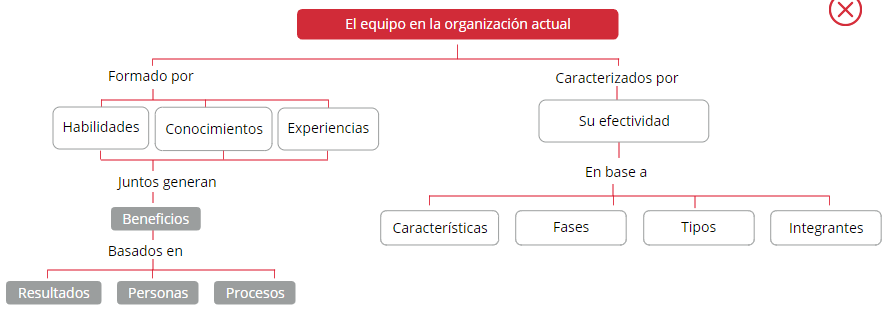 El equipo en la organización actual
Formado por
Caracterizados por
Habilidades
Conocimientos
Experiencias
Su efectividad
Juntos generan
En base a
Beneficios
Características
Fases
Tipos
Integrantes
Basados en
Resultados
Personas
Procesos